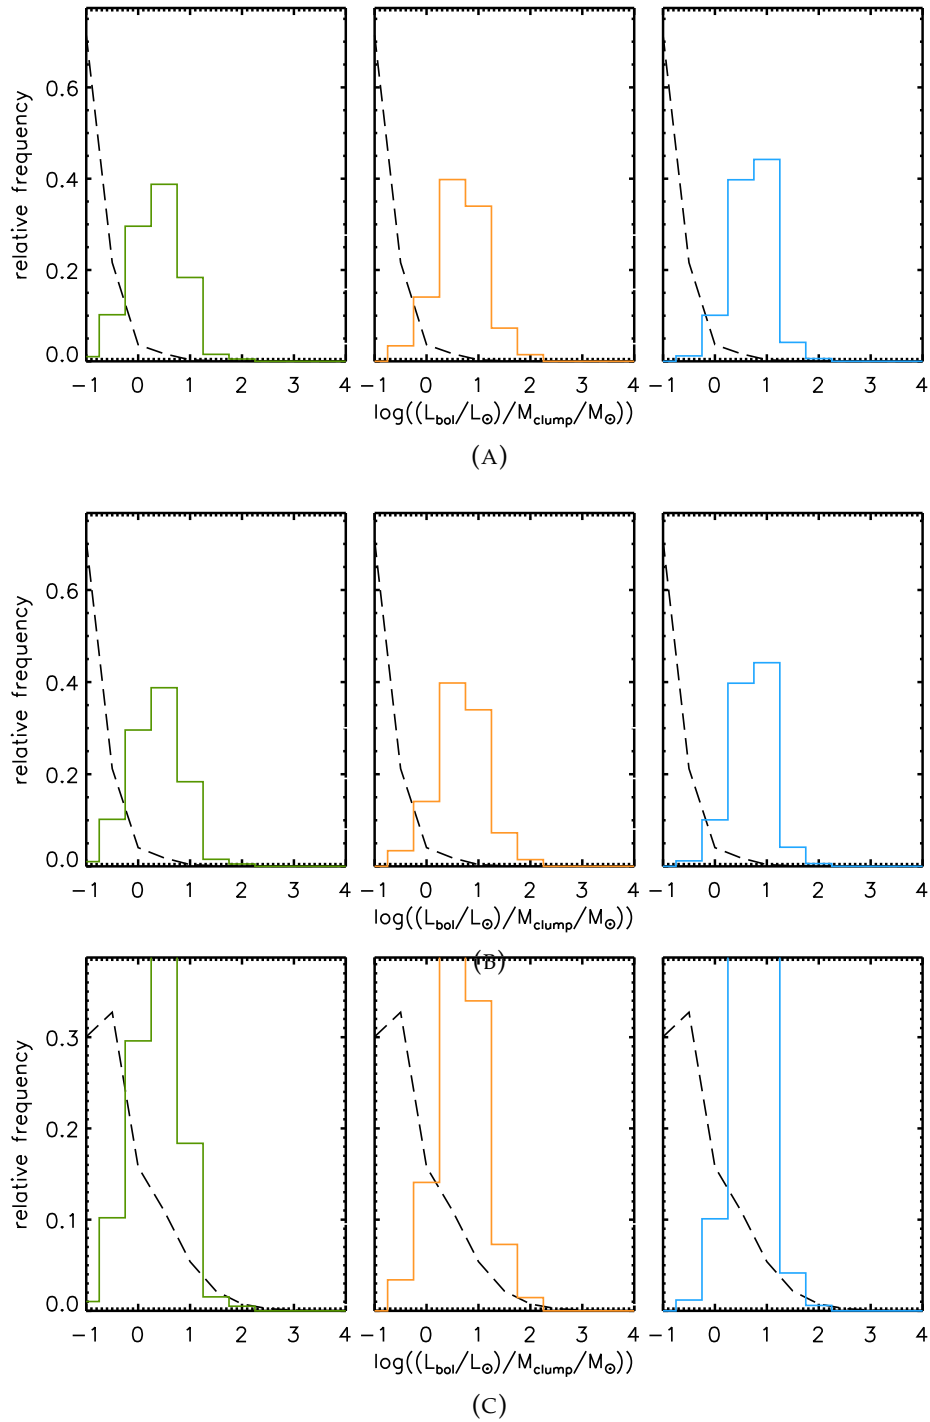 relative frequency
0.6
0.4
0.2
0.0
−1 0 1 2 3 4 −1 0 1 2 3 4 −1 0 1 2 3 4
log((L_bol/L_⊙)/M_clump/M_⊙))
(A)
relative frequency
0.6
0.4
0.2
0.0
−1 0 1 2 3 4 −1 0 1 2 3 4 −1 0 1 2 3 4
log((L_bol/L_⊙)/M_clump/M_⊙))
(B)
relative frequency
0.3
0.2
0.1
0.0
−1 0 1 2 3 4 −1 0 1 2 3 4 −1 0 1 2 3 4
log((L_bol/L_⊙)/M_clump/M_⊙))
(C)